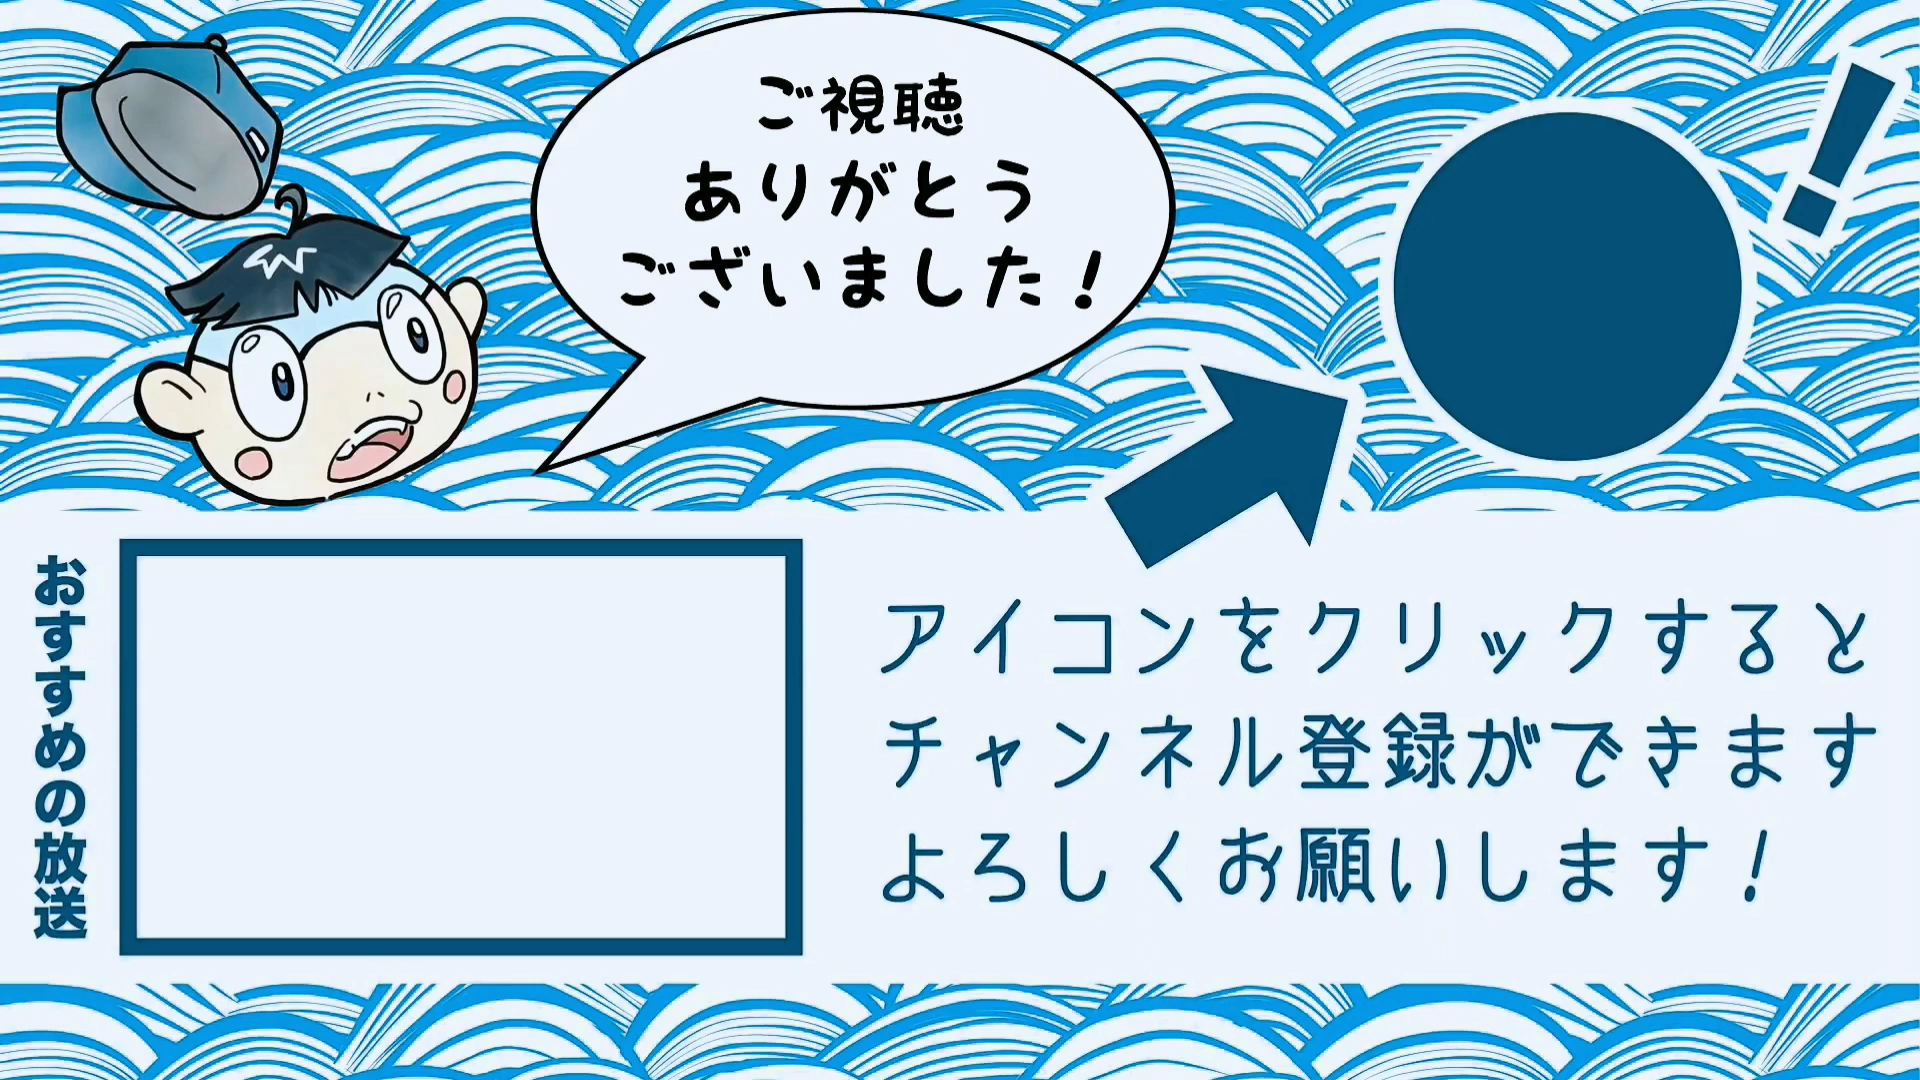 ご視聴
ありがとう
ございました！
おすすめの放送
アイコンをクリックすると
チャンネル登録ができます
よろしくお願いします！